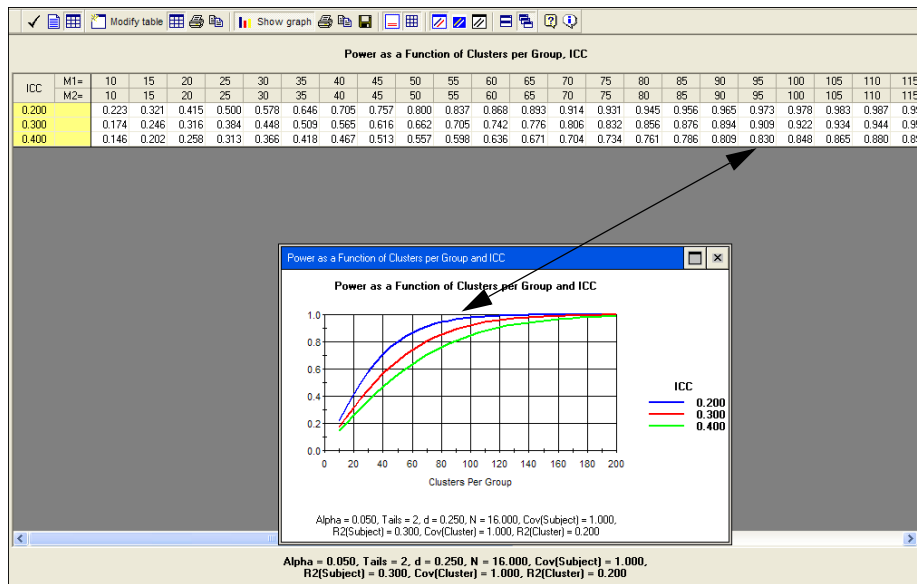 Modify table Show graph
Power as a Function of Clusters per Group, ICC
ICC M1= 10 15 20 25 30 35 40 45 50 55 60 65 70 75 80 85 90 95 100 105 110 115
M2= 10 15 20 25 30 35 40 45 50 55 60 65 70 75 80 85 90 95 100 105 110 115
0.200 0.223 0.321 0.415 0.500 0.578 0.646 0.705 0.757 0.800 0.837 0.868 0.893 0.914 0.931 0.945 0.956 0.965 0.973 0.978 0.983 0.987
0.300 0.174 0.246 0.316 0.384 0.448 0.509 0.565 0.616 0.662 0.705 0.742 0.776 0.806 0.832 0.856 0.876 0.894 0.909 0.922 0.934 0.944
0.400 0.146 0.202 0.258 0.313 0.366 0.418 0.467 0.513 0.557 0.598 0.636 0.671 0.704 0.734 0.761 0.786 0.809 0.830 0.848 0.865 0.880
Power as a Function of Clusters per Group and ICC
Power as a Function of Clusters per Group and ICC
1.0
0.8
0.6
0.4
0.2
0.0
0 20 40 60 80 100 120 140 160 180 200
Clusters Per Group
ICC
0.200
0.300
0.400
Alpha = 0.050, Tails = 2, d = 0.250, N = 16.000, Cov(Subject) = 1.000,
R2(Subject) = 0.300, Cov(Cluster) = 1.000, R2(Cluster) = 0.200
Alpha = 0.050, Tails = 2, d = 0.250, N = 16.000, Cov(Subject) = 1.000,
R2(Subject) = 0.300, Cov(Cluster) = 1.000, R2(Cluster) = 0.200